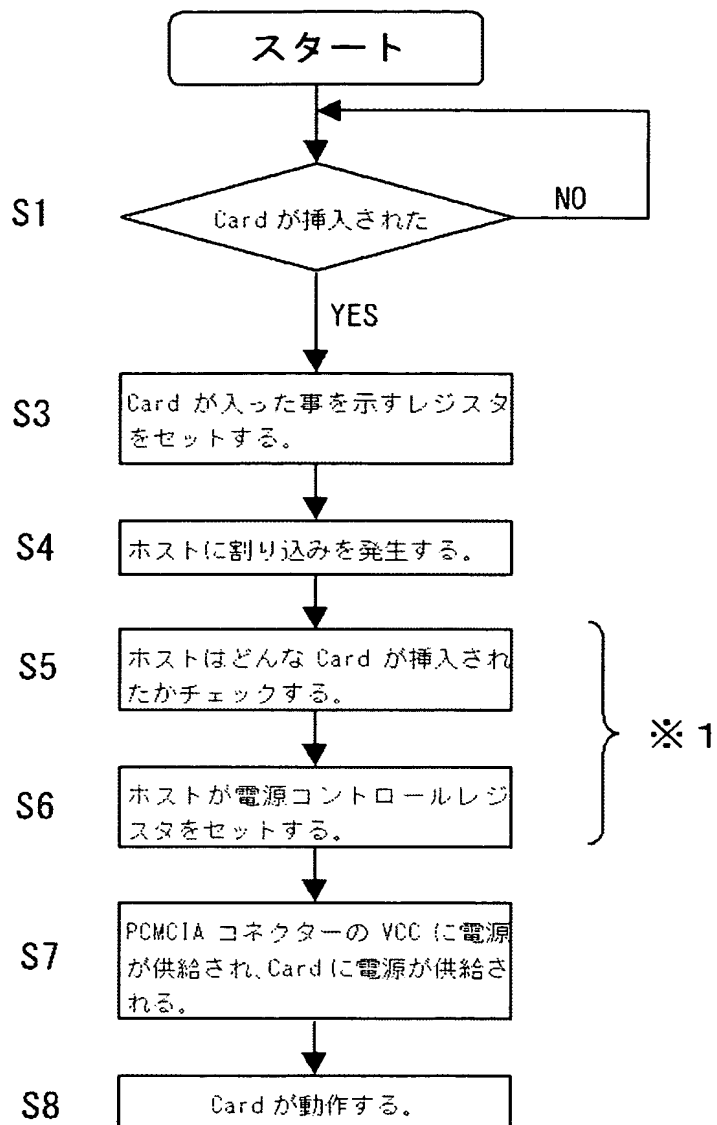 スタート
S1
Card が挿入された
NO
YES
S3
Card が入った事を示すレジスタ
をセットする。
S4
ホストに割り込みを発生する。
S5
ホストはどんな Card が挿入され
たかチェックする。
※1
S6
ホストが電源コントロールレジ
スタをセットする。
S7
PCMCIA コネクターの VCC に電源
が供給され、Card に電源が供給さ
れる。
S8
Card が動作する。